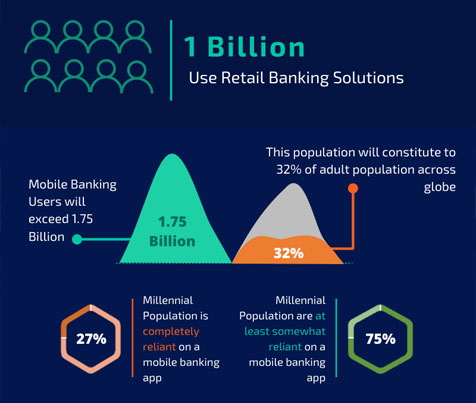 1 Billion
Use Retail Banking Solutions
This population will constitute to
32% of adult population across
globe
Mobile Banking
Users will
exceed 1.75
Billion
1.75
Billion
32%
27%
Millennial
Population is
completely
reliant on a
mobile banking
app
Millennial
Population are at
least somewhat
reliant on a
mobile banking
app
75%